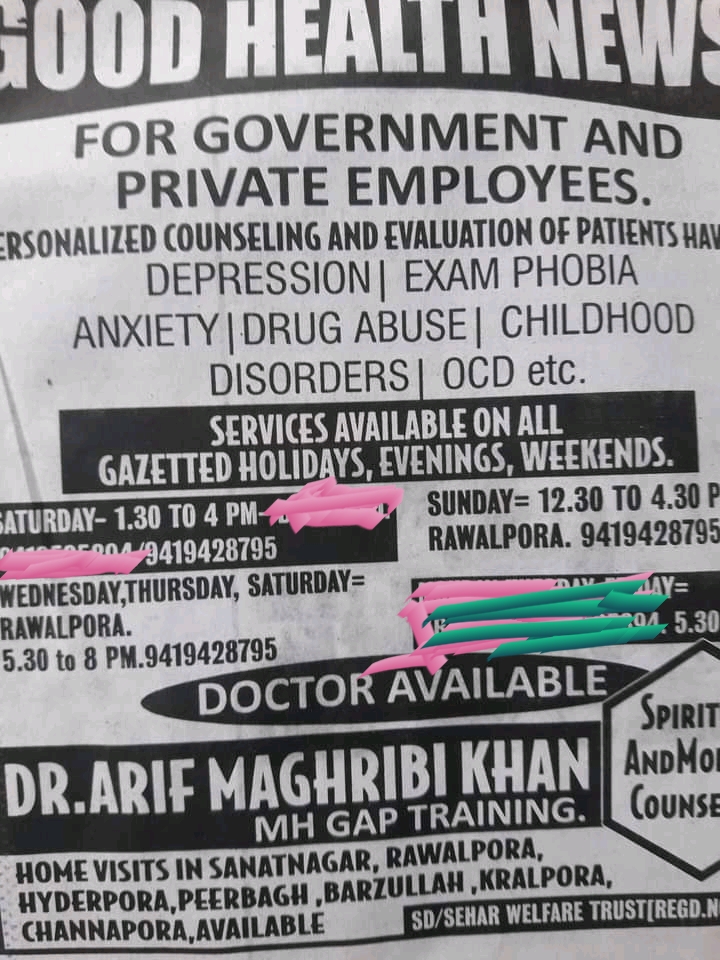 GOOD HEALTH NEWS
FOR GOVERNMENT AND
PRIVATE EMPLOYEES.
ERSONALIZED COUNSELING AND EVALUATION OF PATIENTS HAV
DEPRESSION| EXAM PHOBIA
ANXIETY|DRUG ABUSE| CHILDHOOD
DISORDERS| OCD etc.
SERVICES AVAILABLE ON ALL
GAZETTED HOLIDAYS, EVENINGS, WEEKENDS.
SATURDAY- 1.30 TO 4 PM-
/9419428795
SUNDAY= 12.30 TO 4.30 P
RAWALPORA. 9419428795
WEDNESDAY,THURSDAY, SATURDAY=
RAWALPORA.
5.30 to 8 PM.9419428795
94. 5.30
DOCTOR AVAILABLE
DR.ARIF MAGHRIBI KHAN
MH GAP TRAINING.
SPIRIT
AND MOR
COUNSE
HOME VISITS IN SANATNAGAR, RAWALPORA,
HYDERPORA,PEERBAGH ,BARZULLAH ,KRALPORA,
CHANNAPORA,AVAILABLE
SD/SEHAR WELFARE TRUST[REGD.N